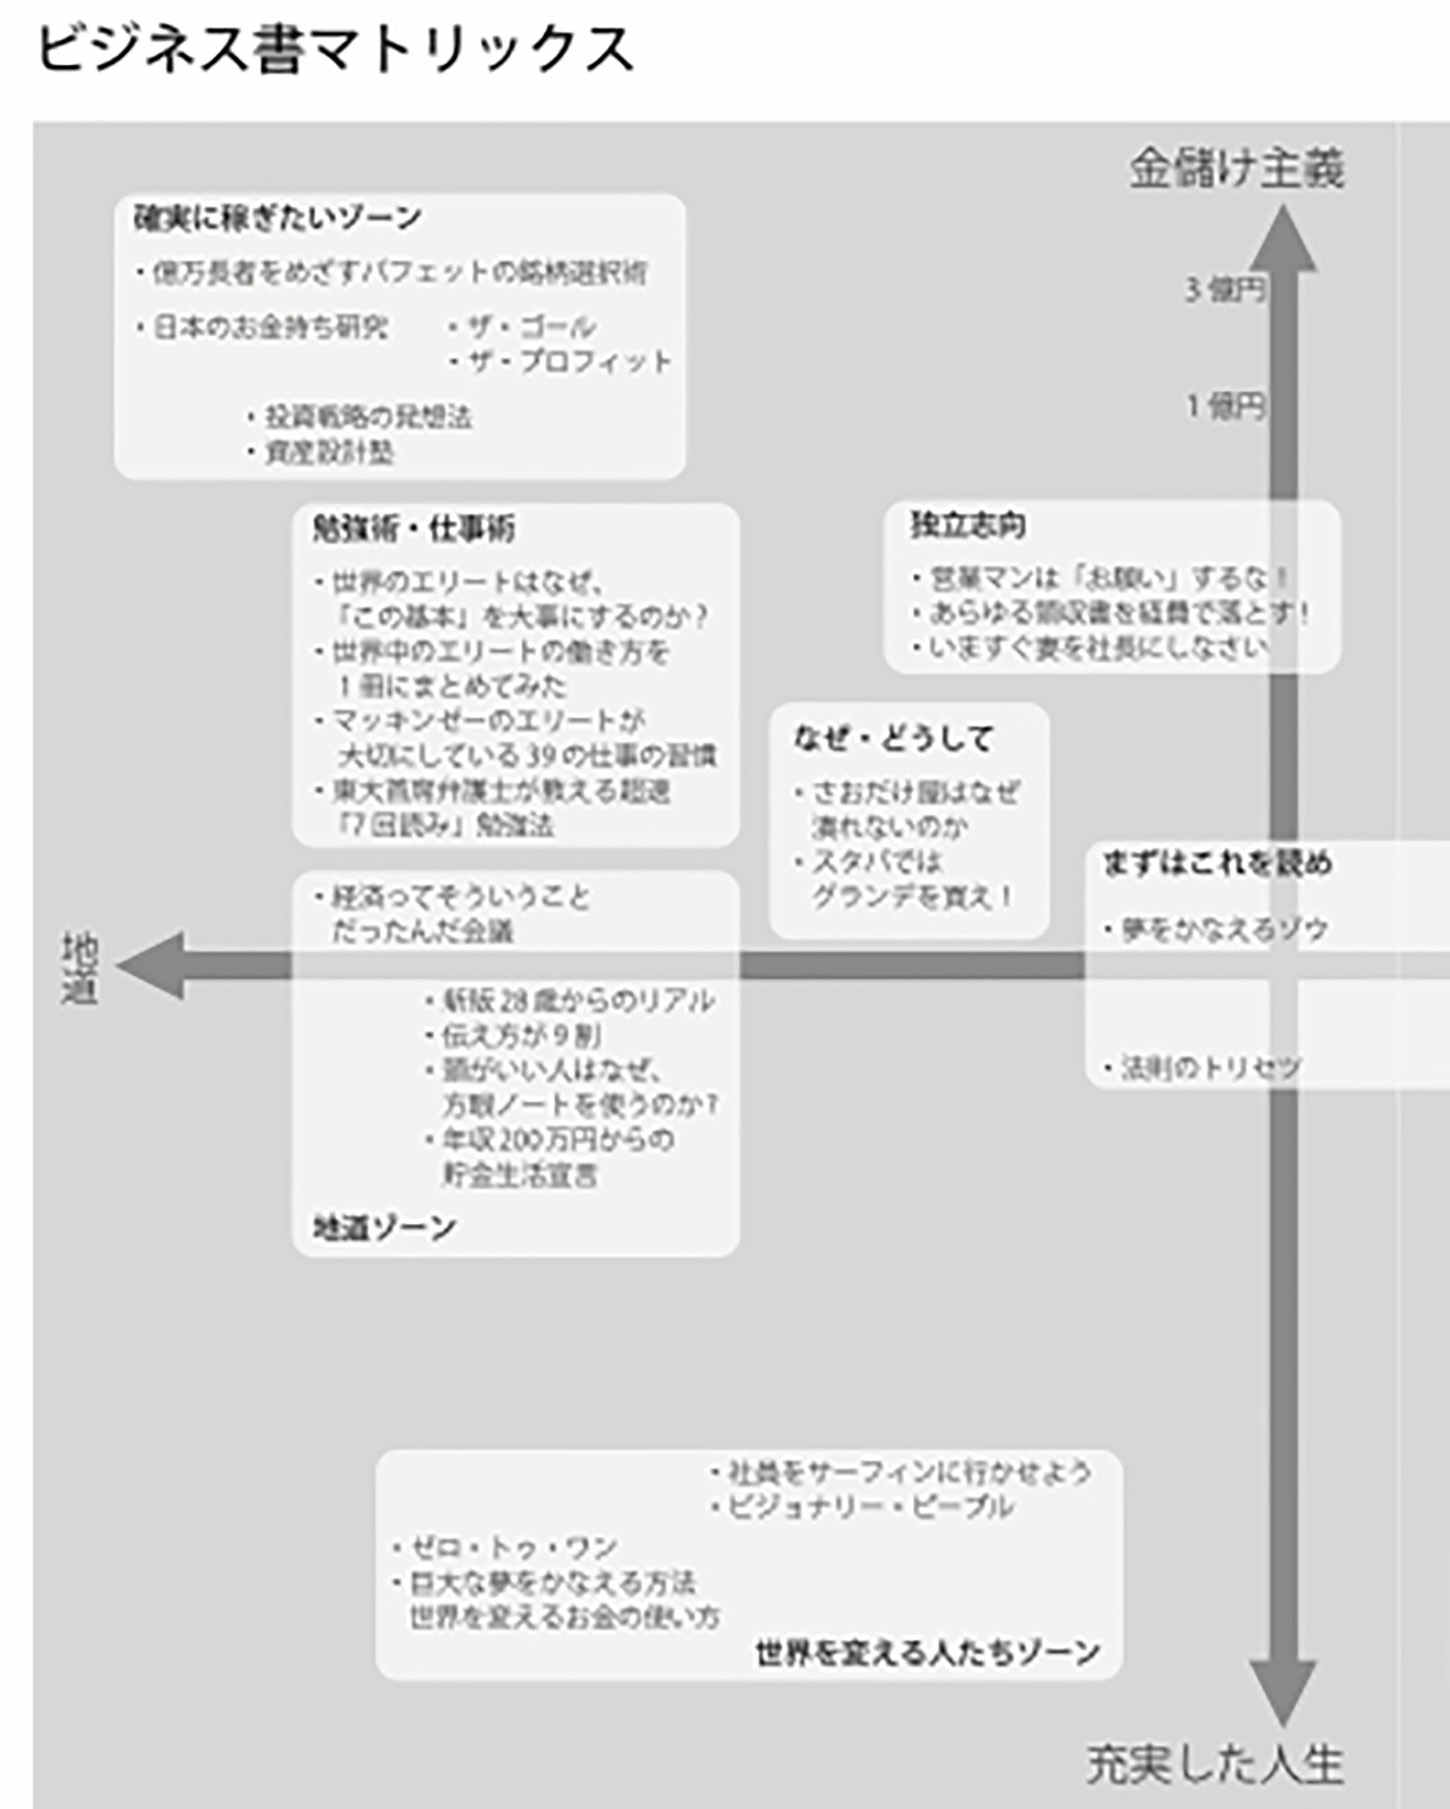 ビジネス書マトリックス
金儲け主義
3 億円
1 億円
確実に稼ぎたいゾーン
・億万長者をめざすバフェットの銘柄選択術
・日本のお金持ち研究
・ザ・ゴール
・ザ・プロフィット
・投資戦略の発想法
・資産設計塾
勉強術・仕事術
・世界のエリートはなぜ、
「この基本」を大事にするのか?
・世界中のエリートの働き方を
1 冊にまとめてみた
・マッキンゼーのエリートが
大切にしている 39 の仕事の習慣
・東大首席弁護士が教える超速
「7 回読み」勉強法
独立志向
・営業マンは「お願い」するな!
・あらゆる領収書を経費で落とす!
・いますぐ妻を社長にしなさい
なぜ・どうして
・さおだけ屋はなぜ
潰れないのか
・スタバでは
グランデを買え!
まずはこれを読め
・夢をかなえるゾウ
・法則のトリセツ
地道
・経済ってそういうこと
だったんだ会議
・新版 28 歳からのリアル
・伝え方が 9 割
・頭がいい人はなぜ、
方眼ノートを使うのか?
・年収 200 万円からの
貯金生活宣言
地道ゾーン
・社員をサーフィンに行かせよう
・ビジョナリー・ピープル
・ゼロ・トゥ・ワン
・巨大な夢をかなえる方法
世界を変えるお金の使い方
世界を変える人たちゾーン
充実した人生